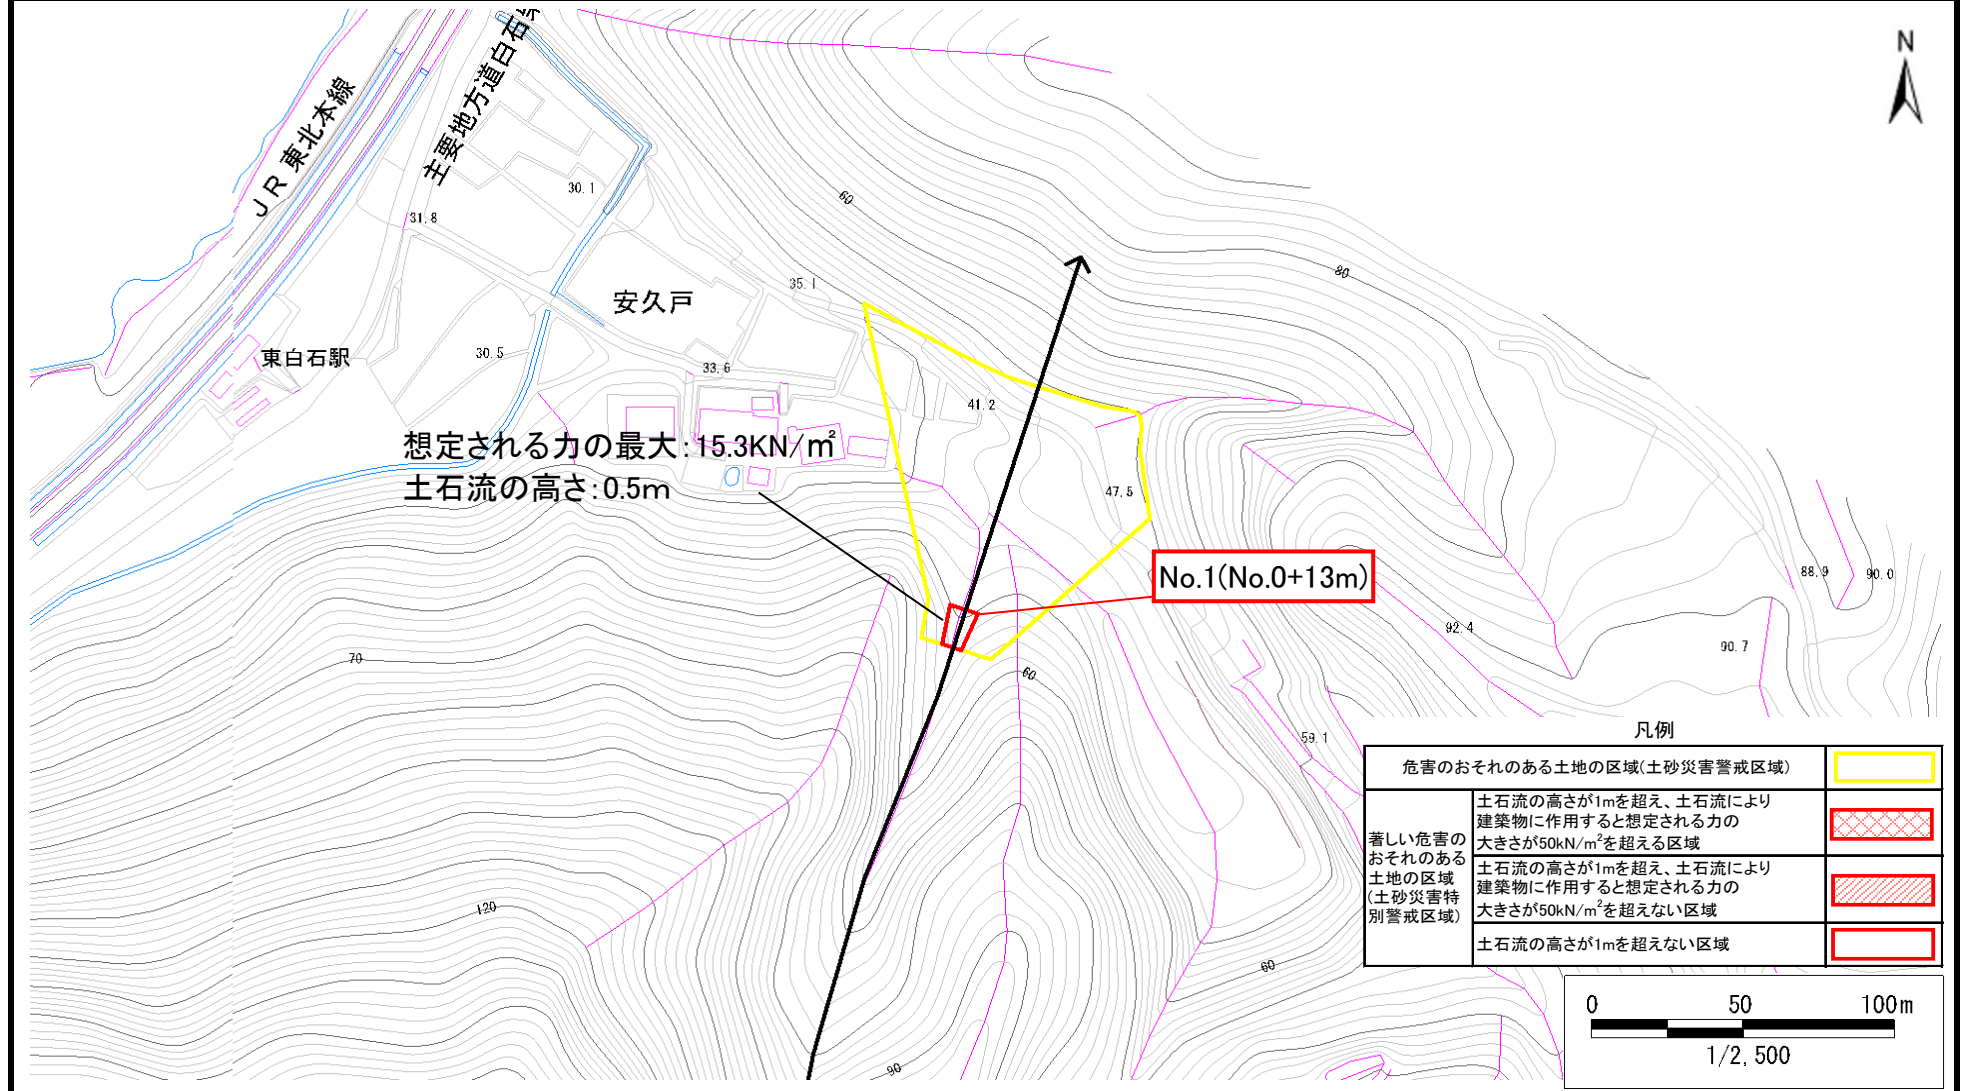 N
JR 東北本線
主要地方道白石
30.1
31.8
60
80
35.1
安久戸
東白石駅
30.5
33.6
41.2
想定される力の最大:15.3KN/㎡
土石流の高さ:0.5m
47.5
No.1(No.0+13m)
88.9
90.0
92.4
90.7
70
60
59.1
120
60
90
凡例
危害のおそれのある土地の区域(土砂災害警戒区域)
著しい危害の
おそれのある
土地の区域
(土砂災害特
別警戒区域)
土石流の高さが1mを超え、土石流により
建築物に作用すると想定される力の
大きさが50kN/m²を超える区域
土石流の高さが1mを超え、土石流により
建築物に作用すると想定される力の
大きさが50kN/m²を超えない区域
土石流の高さが1mを超えない区域
0 50 100m
1/2,500